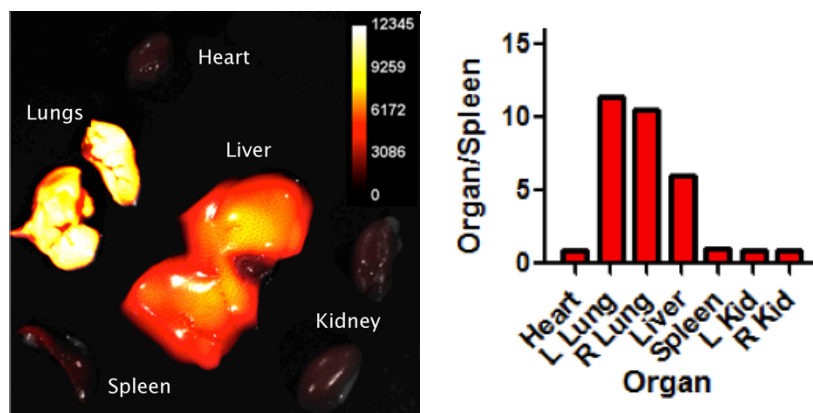 Heart
Lungs
Liver
Kidney
Spleen
12345
9259
6172
3086
0
Organ/Spleen
15
10
5
0
Heart
L Lung
R Lung
Liver
Spleen
L Kid
R Kid
Organ